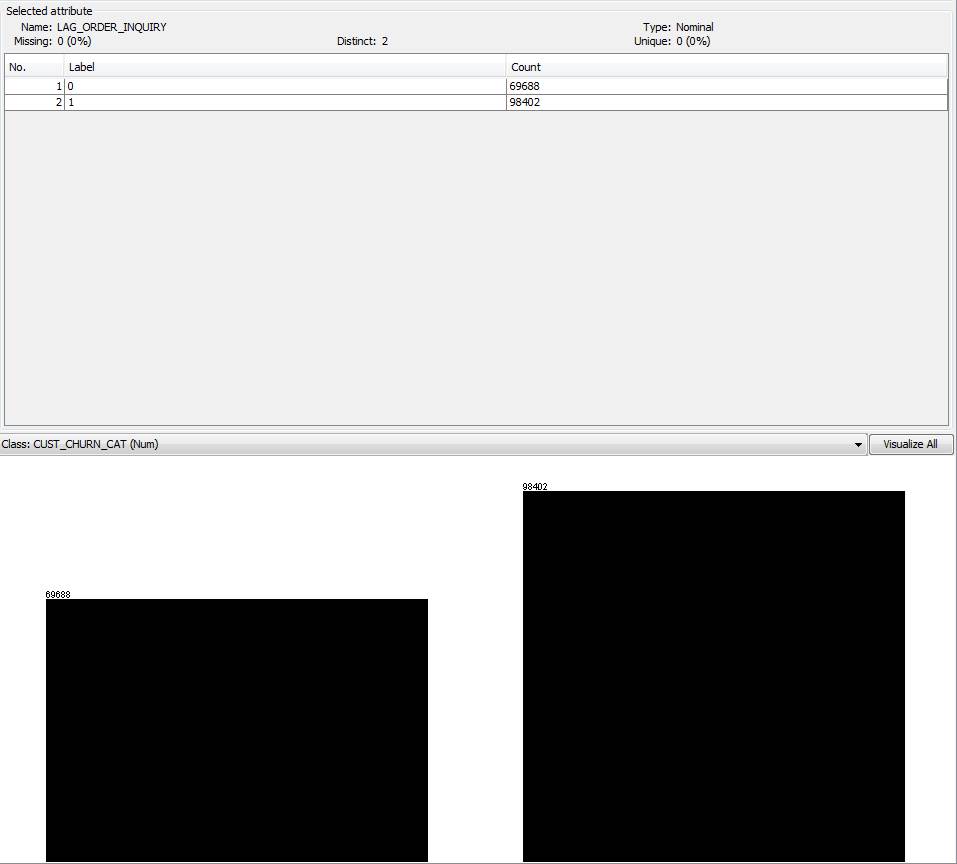 Selected attribute
Name: LAG_ORDER_INQUIRY Type: Nominal
Missing: 0 (0%) Distinct: 2 Unique: 0 (0%)
No. Label Count
1 0 69688
2 1 98402
Class: CUST_CHURN_CAT (Num) Visualize All
98402
69688